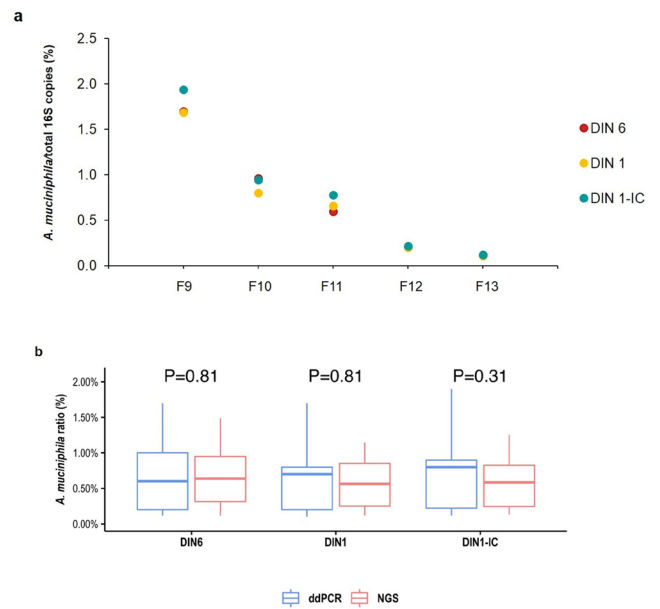 a
A. muciniphila/total 16S copies (%)
2.5
2.0
1.5
1.0
0.5
0.0
F9 F10 F11 F12 F13
DIN 6
DIN 1
DIN 1-IC
b
A. muciniphila ratio (%)
2.00%
1.50%
1.00%
0.50%
0.00%
P=0.81 P=0.81 P=0.31
DIN6 DIN1 DIN1-IC
ddPCR NGS